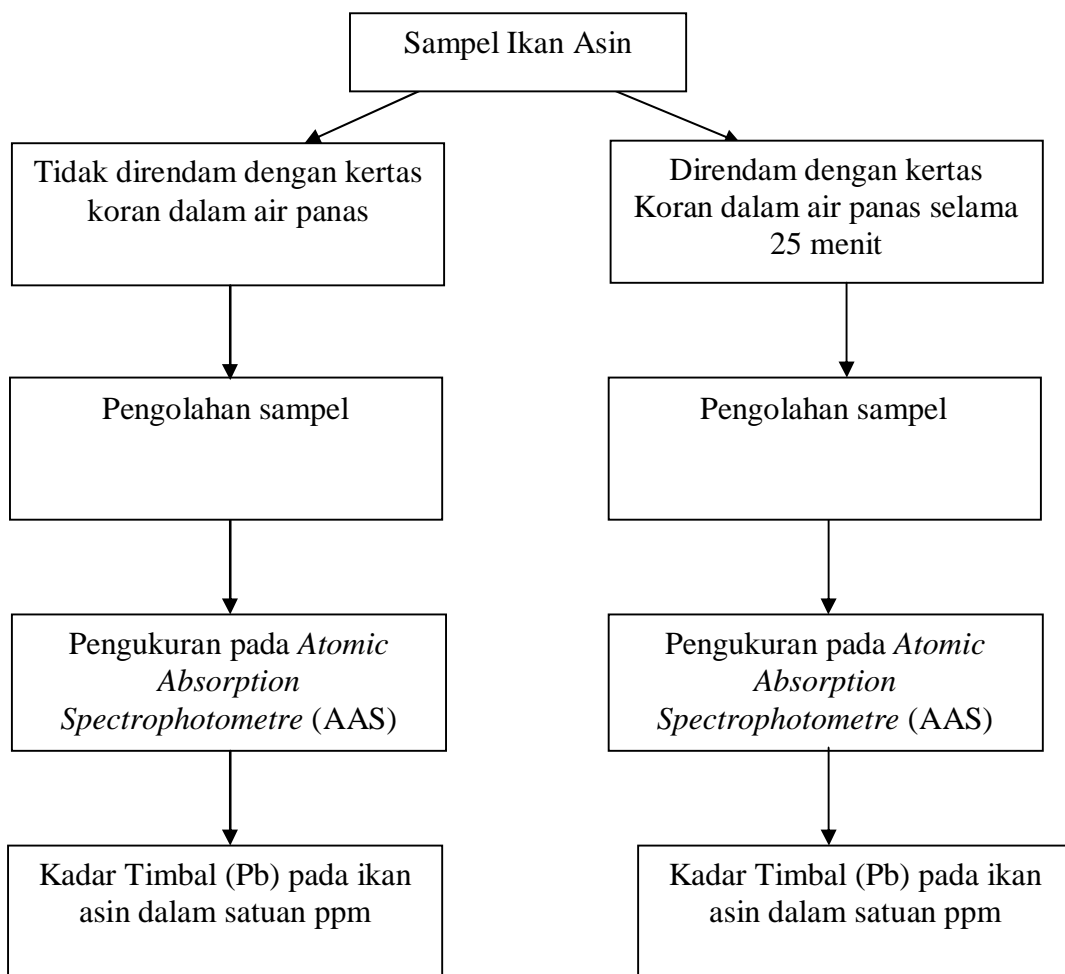 Sampel Ikan Asin
Tidak direndam dengan kertas
koran dalam air panas
Direndam dengan kertas
Koran dalam air panas selama
25 menit
Pengolahan sampel
Pengolahan sampel
Pengukuran pada Atomic
Absorption
Spectrophotometre (AAS)
Pengukuran pada Atomic
Absorption
Spectrophotometre (AAS)
Kadar Timbal (Pb) pada ikan
asin dalam satuan ppm
Kadar Timbal (Pb) pada ikan
asin dalam satuan ppm